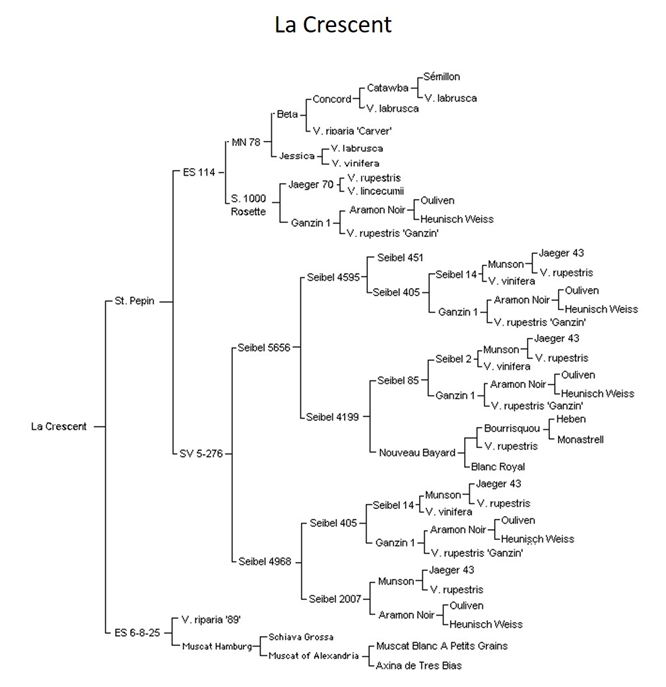 La Crescent
Sémillon
Catawba
V. labrusca
Concord
V. labrusca
Beta
V. riparia 'Carver'
MN 78
V. labrusca
Jessica
V. vinifera
ES 114
V. rupestris
Jaeger 70
V. lincecumii
S. 1000
Rosette
Ouliven
Aramon Noir
Heunisch Weiss
Ganzin 1
V. rupestris 'Ganzin'
St. Pepin
Seibel 451
Seibel 4595
Jaeger 43
Munson
V. rupestris
Seibel 14
V. vinifera
Seibel 405
Ouliven
Aramon Noir
Heunisch Weiss
Ganzin 1
V. rupestris 'Ganzin'
Seibel 5656
Jaeger 43
Munson
V. rupestris
Seibel 2
V. vinifera
Seibel 85
Ouliven
Aramon Noir
Heunisch Weiss
Ganzin 1
V. rupestris 'Ganzin'
Seibel 4199
Heben
Bourrisquou
Monastrell
V. rupestris
Nouveau Bayard
Blanc Royal
La Crescent
SV 5-276
Jaeger 43
Munson
V. rupestris
Seibel 14
V. vinifera
Seibel 405
Ouliven
Aramon Noir
Heunisch Weiss
Ganzin 1
V. rupestris 'Ganzin'
Seibel 4968
Jaeger 43
Munson
V. rupestris
Seibel 2007
Ouliven
Aramon Noir
Heunisch Weiss
ES 6-8-25
V. riparia '89'
Schiava Grossa
Muscat Hamburg
Muscat of Alexandria
Muscat Blanc A Petits Grains
Axina de Tres Bias